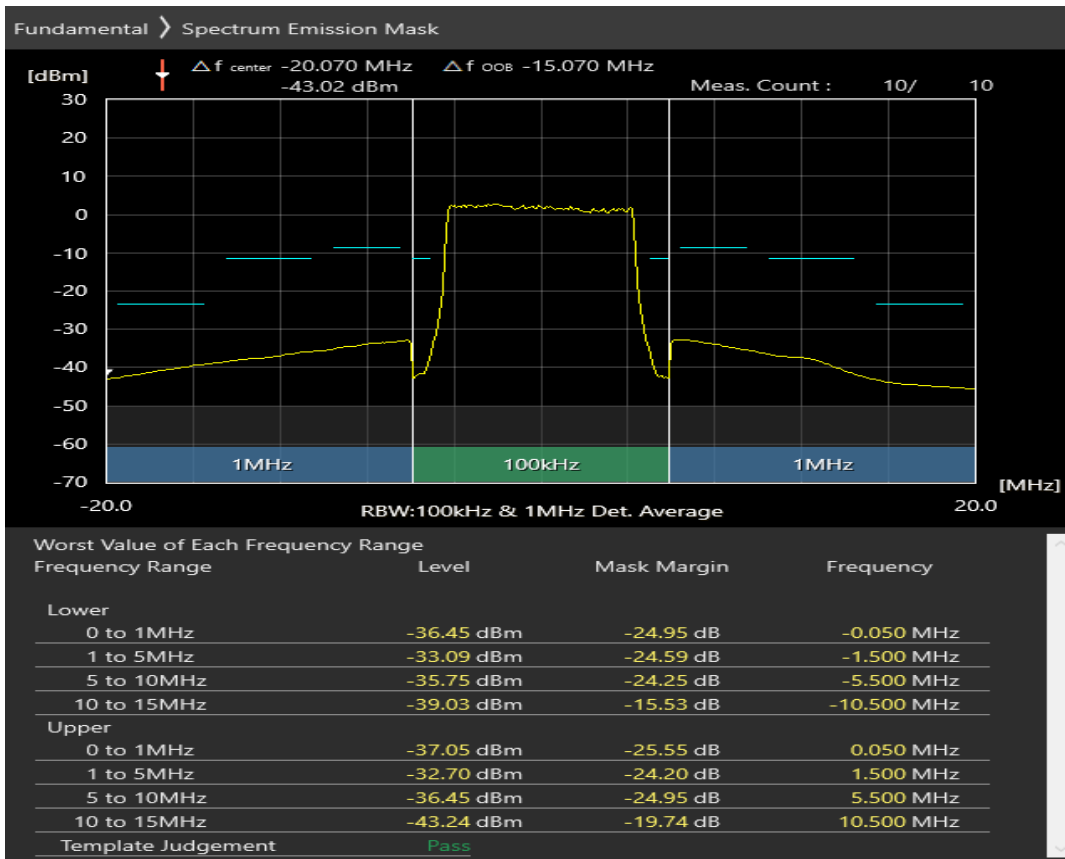 Fundamental ❯ Spectrum Emission Mask
[dBm] △f center -20.070 MHz △f OOB -15.070 MHz
-43.02 dBm Meas. Count : 10/ 10
30
20
10
0
-10
-20
-30
-40
-50
-60
1MHz 100kHz 1MHz
-70
[MHz]
-20.0 RBW:100kHz & 1MHz Det. Average 20.0
Worst Value of Each Frequency Range
Frequency Range Level Mask Margin Frequency
Lower
0 to 1MHz -36.45 dBm -24.95 dB -0.050 MHz
1 to 5MHz -33.09 dBm -24.59 dB -1.500 MHz
5 to 10MHz -35.75 dBm -24.25 dB -5.500 MHz
10 to 15MHz -39.03 dBm -15.53 dB -10.500 MHz
Upper
0 to 1MHz -37.05 dBm -25.55 dB 0.050 MHz
1 to 5MHz -32.70 dBm -24.20 dB 1.500 MHz
5 to 10MHz -36.45 dBm -24.95 dB 5.500 MHz
10 to 15MHz -43.24 dBm -19.74 dB 10.500 MHz
Template Judgement Pass